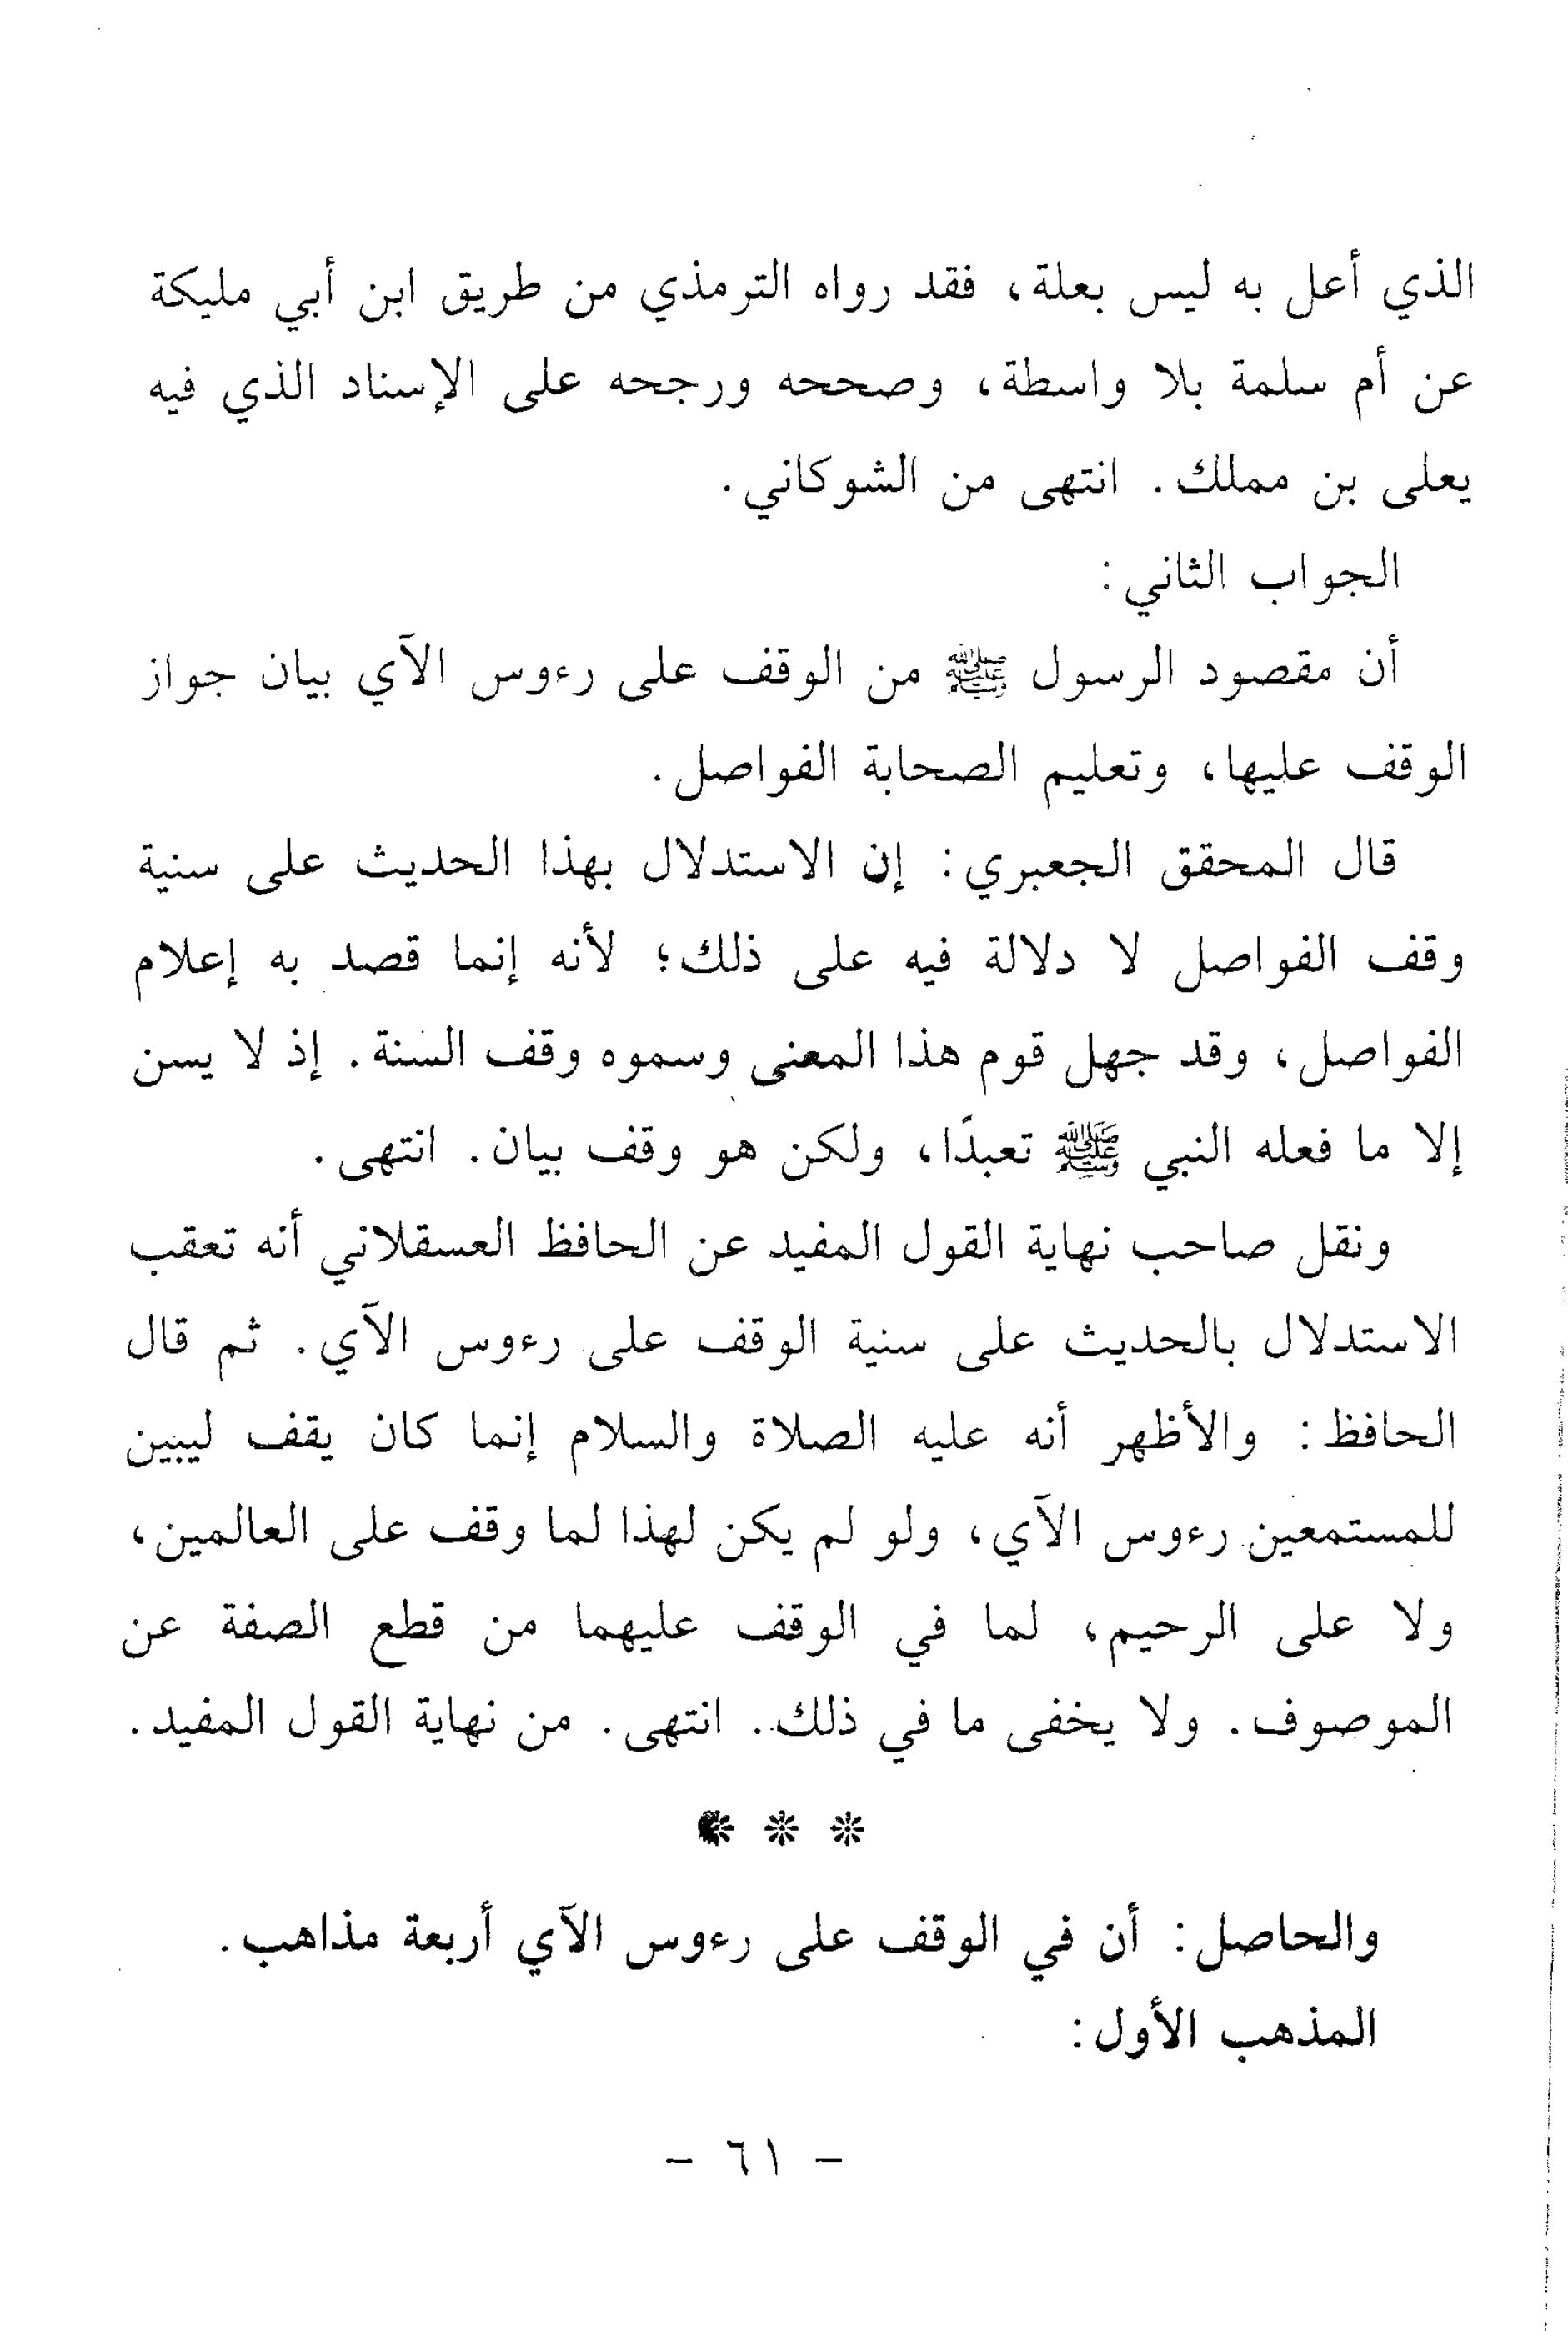 الذي أعل به ليس بعلة، فقد رواه الترمذي من طريق ابن أبي مليكة
عن أم سلمة بلا واسطة، وصححه ورجحه على الإسناد الذي فيه
يعلى بن مملك. انتهى من الشوكاني.
الجواب الثاني:
أن مقصود الرسول ﷺ من الوقف على رءوس الآي بيان جواز
الوقف عليها، وتعليم الصحابة الفواصل.
قال المحقق الجعبري: إن الاستدلال بهذا الحديث على سنية
وقف الفواصل لا دلالة فيه على ذلك؛ لأنه إنما قصد به إعلام
الفواصل، وقد جهل قوم هذا المعنى وسموه وقف السنة. إذ لا يسن
إلا ما فعله النبي ﷺ تعبدًا، ولكن هو وقف بيان. انتهى.
ونقل صاحب نهاية القول المفيد عن الحافظ العسقلاني أنه تعقب
الاستدلال بالحديث على سنية الوقف على رءوس الآي. ثم قال
الحافظ: والأظهر أنه عليه الصلاة والسلام إنما كان يقف ليبين
للمستمعين رءوس الآي، ولو لم يكن لهذا لما وقف على العالمين،
ولا على الرحيم، لما في الوقف عليهما من قطع الصفة عن
الموصوف. ولا يخفى ما في ذلك. انتهى. من نهاية القول المفيد.
* * *
والحاصل: أن في الوقف على رءوس الآي أربعة مذاهب.
المذهب الأول:
- ٦١ -